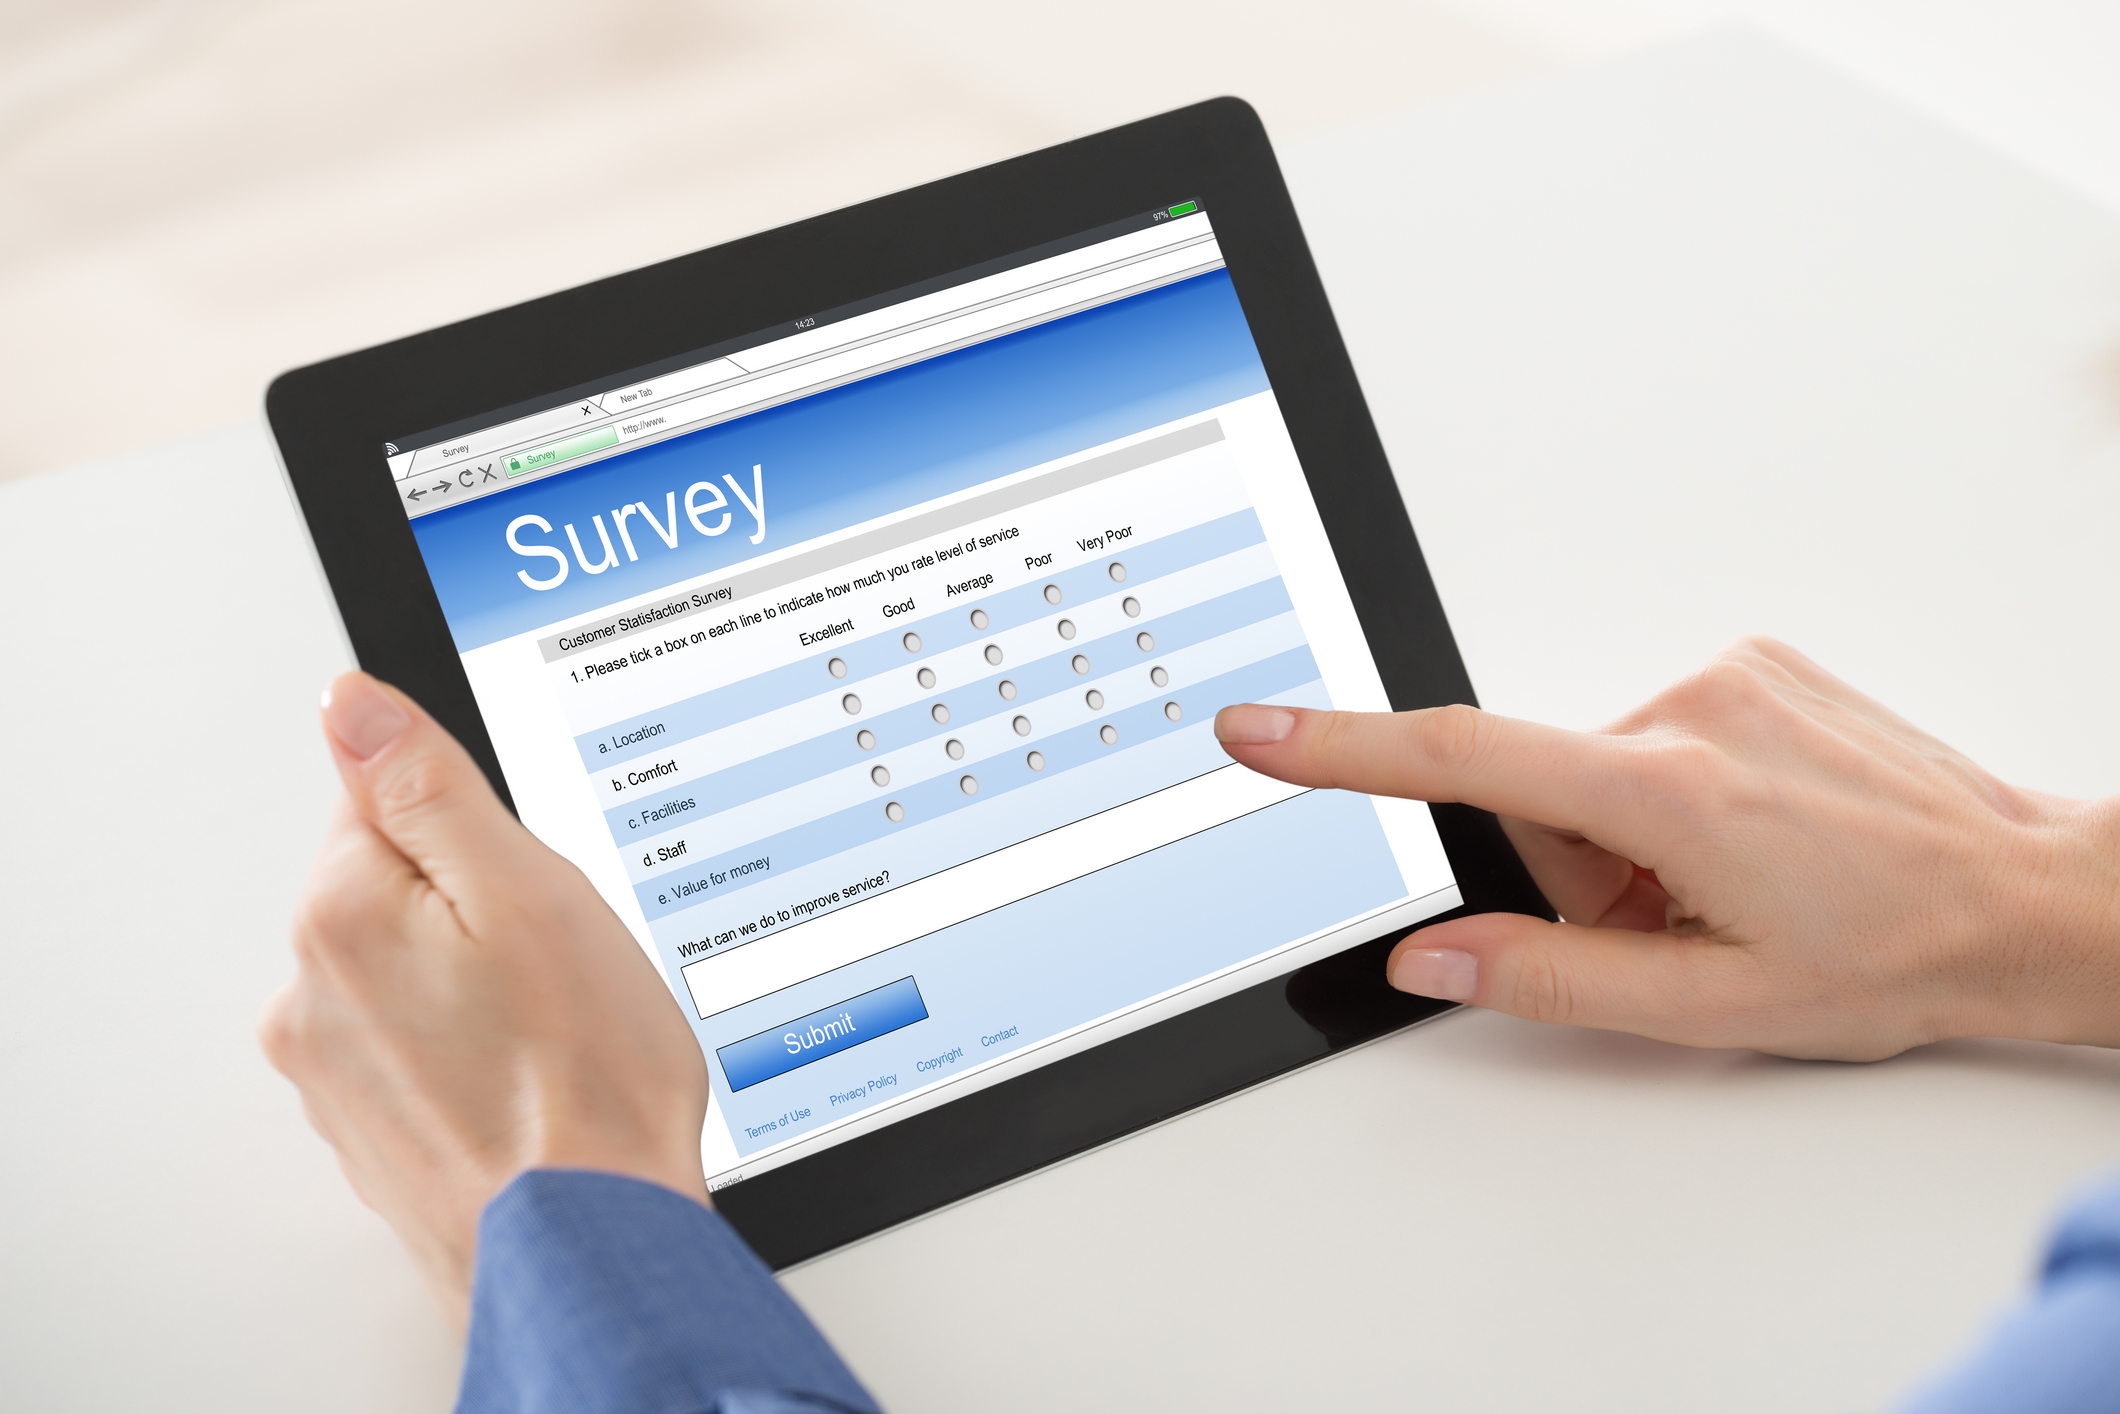 97%
14:23
Survey X New Tab
Survey http://www.
Survey
Customer Statisfaction Survey
1. Please tick a box on each line to indicate how much you rate level of service
Excellent Good Average Poor Very Poor
a. Location
b. Comfort
c. Facilities
d. Staff
e. Value for money
What can we do to improve service?
Submit
Terms of Use Privacy Policy Copyright Contact
Loaded